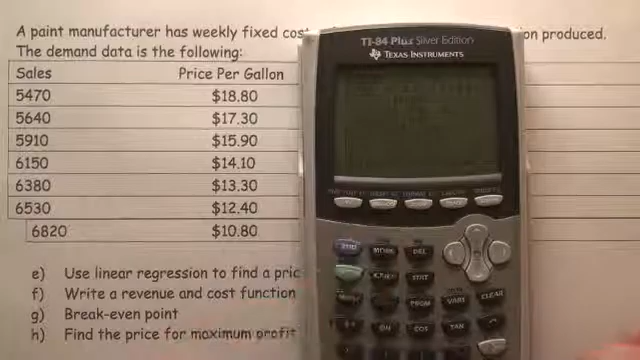 A paint manufacturer has weekly fixed cost on produced.
The demand data is the following:
Sales Price Per Gallon
5470 $18.80
5640 $17.30
5910 $15.90
6150 $14.10
6380 $13.30
6530 $12.40
6820 $10.80
e) Use linear regression to find a pric
f) Write a revenue and cost function
g) Break-even point
h) Find the price for maximum profit
TI-84 Plus Silver Edition
TEXAS INSTRUMENTS
2ND MODE DEL
STAT
PRGM VARS CLEAR
SIN COS TAN